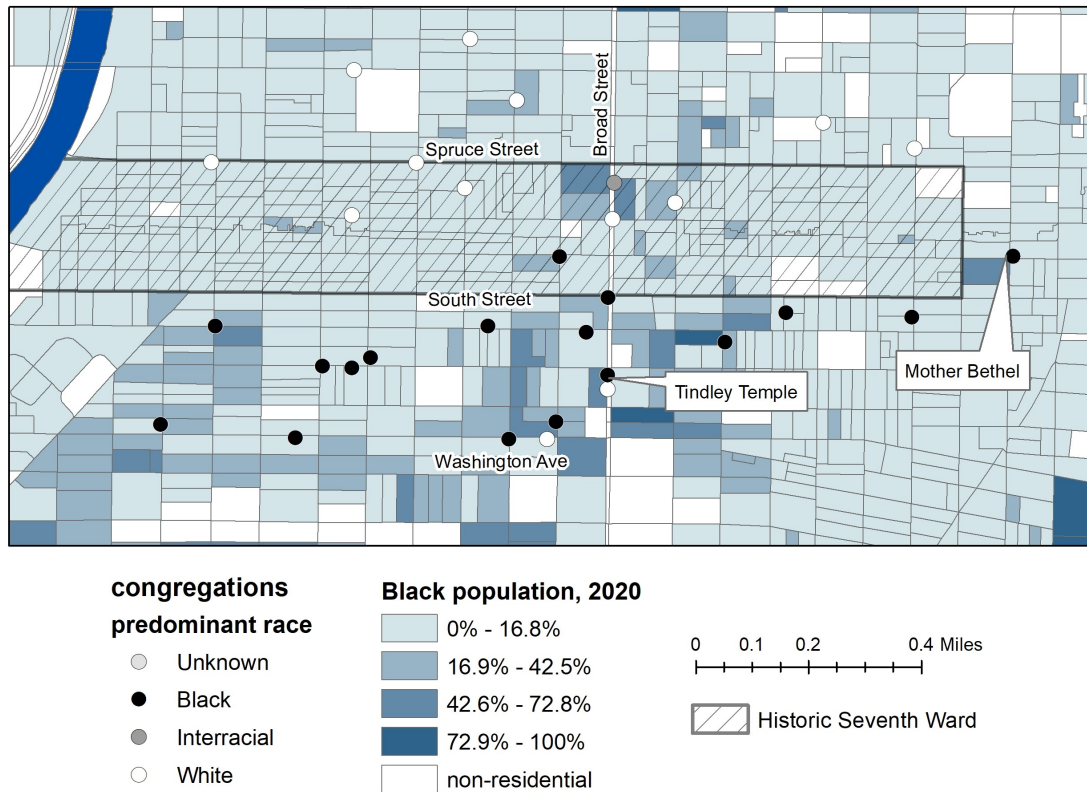 Broad Street
Spruce Street
South Street
Mother Bethel
Tindley Temple
Washington Ave
congregations
predominant race
Unknown
Black
Interracial
White
Black population, 2020
0% - 16.8%
16.9% - 42.5%
42.6% - 72.8%
72.9% - 100%
non-residential
0 0.1 0.2 0.4 Miles
Historic Seventh Ward